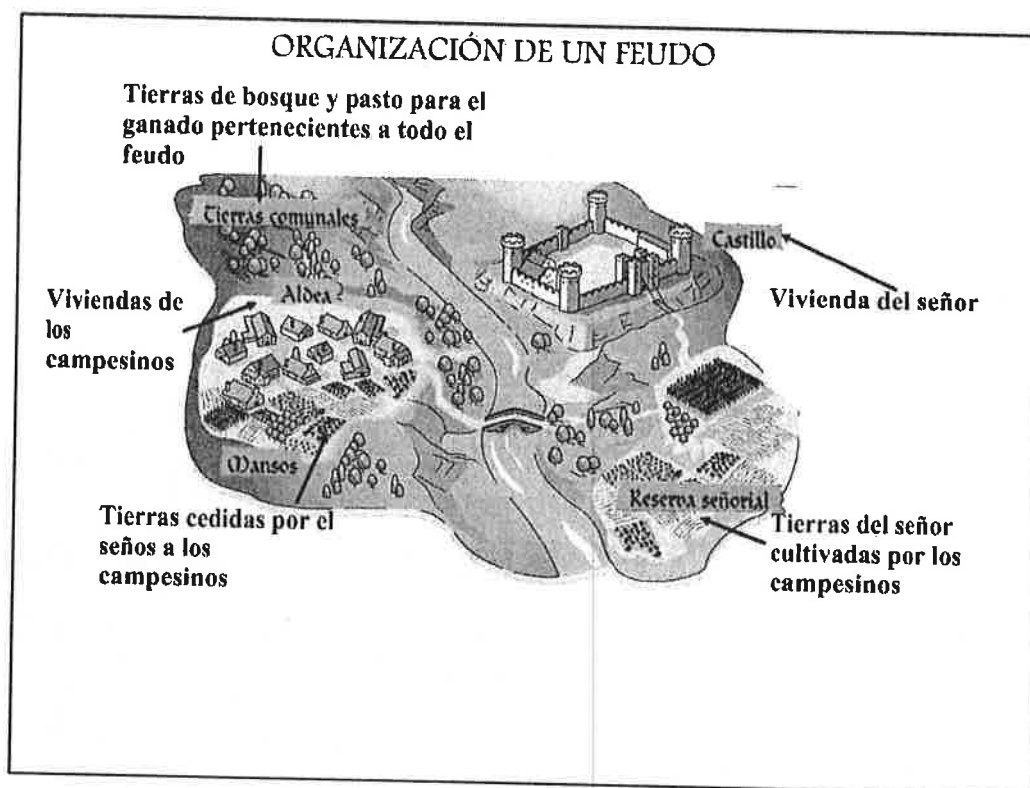 ORGANIZACIÓN DE UN FEUDO
Tierras de bosque y pasto para el
ganado pertenecientes a todo el
feudo
Tierras comunales
Castillo
Vivienda del señor
Aldea
Viviendas de
los
campesinos
Mansos
Tierras cedidas por el
seños a los
campesinos
Reserva señorial
Tierras del señor
cultivadas por los
campesinos